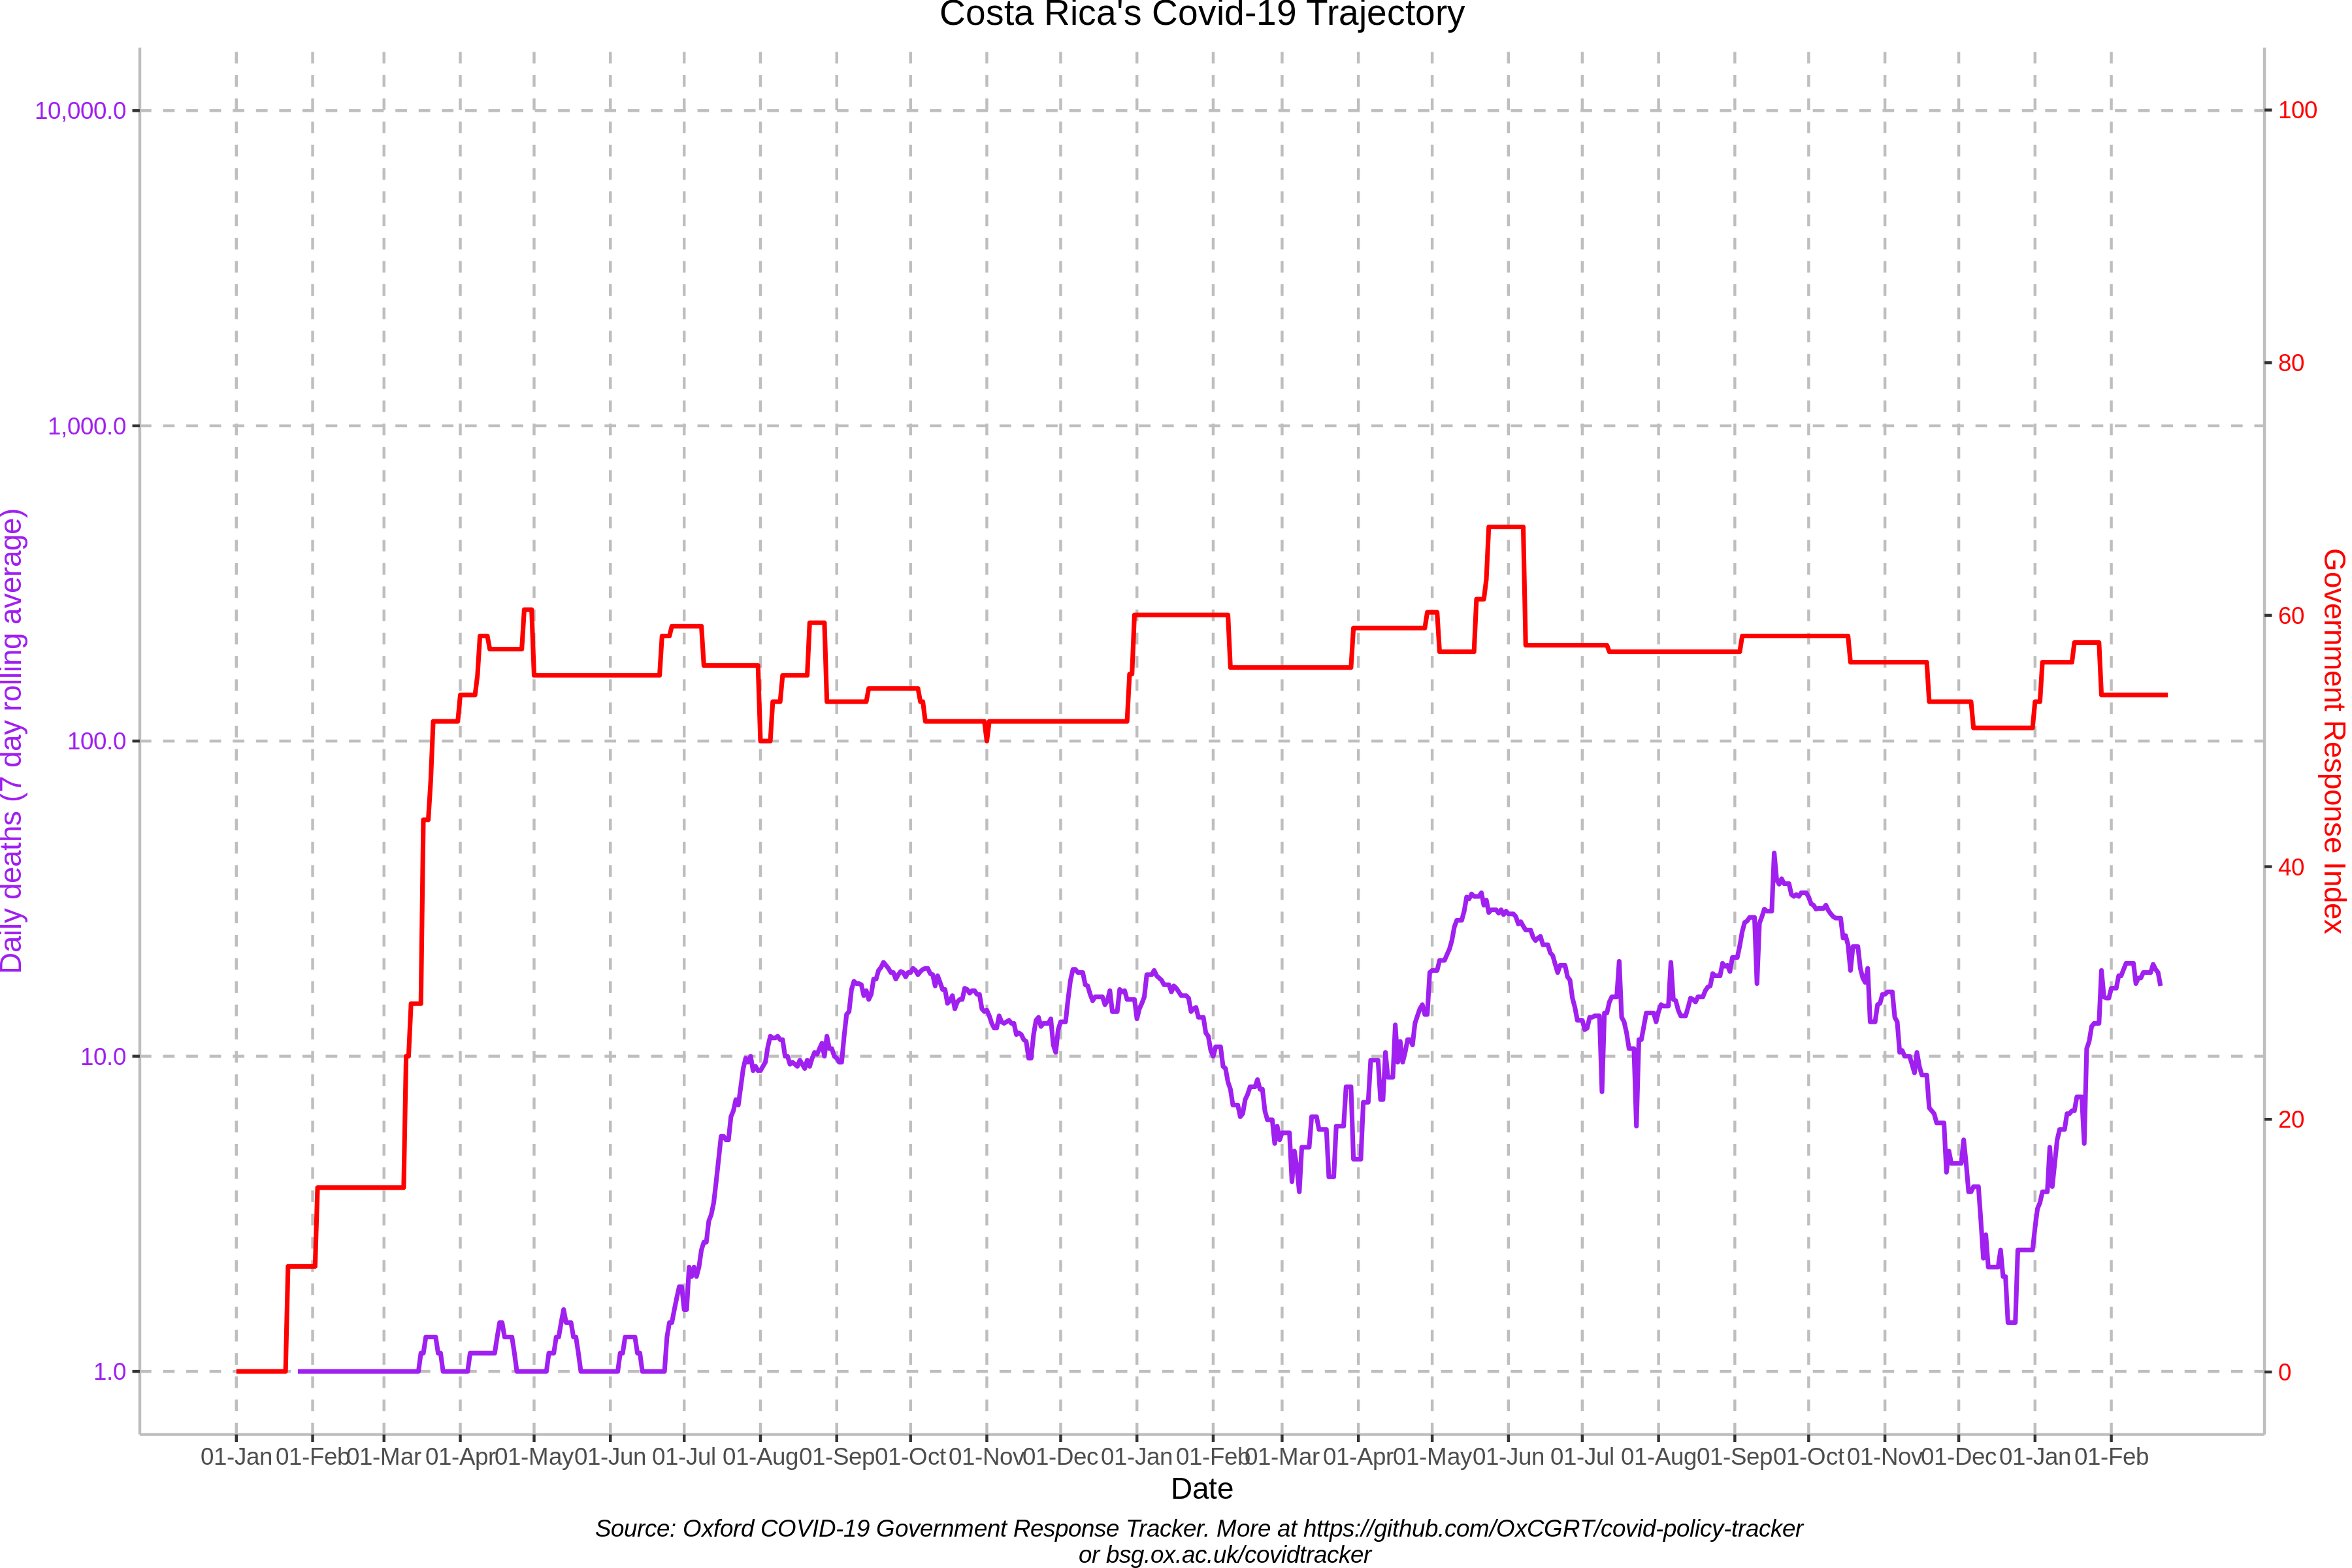 Costa Rica's Covid-19 Trajectory
Daily deaths (7 day rolling average)
10,000.0
1,000.0
100.0
10.0
1.0
100
80
60
40
20
0
Government Response Index
01-Jan 01-Feb 01-Mar 01-Apr 01-May 01-Jun 01-Jul 01-Aug 01-Sep 01-Oct 01-Nov 01-Dec 01-Jan 01-Feb 01-Mar 01-Apr 01-May 01-Jun 01-Jul 01-Aug 01-Sep 01-Oct 01-Nov 01-Dec 01-Jan 01-Feb
Date
Source: Oxford COVID-19 Government Response Tracker. More at https://github.com/OxCGRT/covid-policy-tracker
or bsg.ox.ac.uk/covidtracker